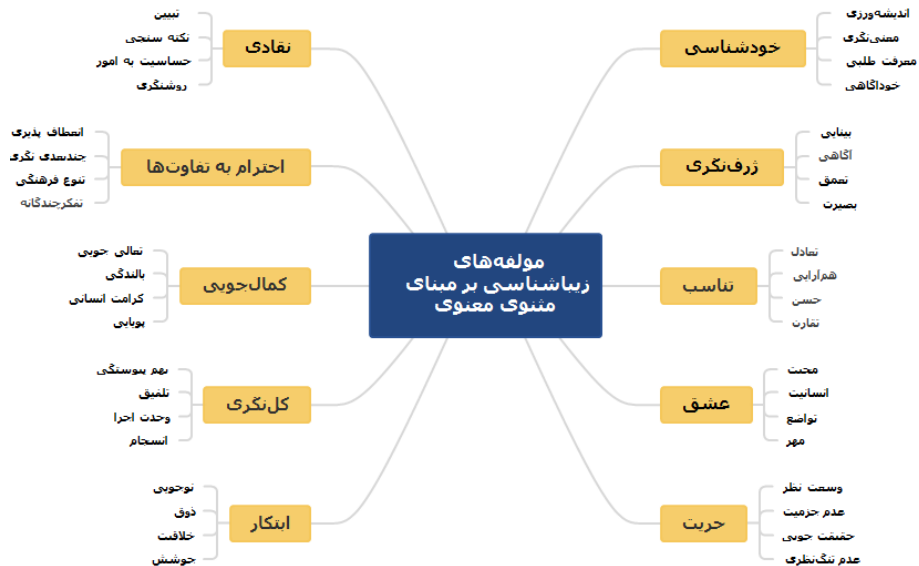 مولفه‌های
زیباشناسی بر مبنای
مثنوی معنوی
خودشناسی
اندیشه‌ورزی
معنی‌نگری
معرفت طلبی
خودآگاهی
ژرف‌نگری
بینایی
آگاهی
تعمق
بصیرت
تناسب
تعادل
هم‌آرایی
حسن
تقارن
عشق
محبت
انسانیت
تواضع
مهر
حریت
وسعت نظر
عدم جزمیت
حقیقت جویی
عدم تنگ‌نظری
نقادی
تبیین
نکته سنجی
حساسیت به امور
روشنگری
احترام به تفاوت‌ها
انعطاف پذیری
چندبعدی نگری
تنوع فرهنگی
تفکرچندگانه
کمال‌جویی
تعالی جویی
بالندگی
کرامت انسانی
پویایی
کل‌نگری
بهم پیوستگی
تلفیق
وحدت اجزا
انسجام
ابتکار
نوجویی
ذوق
خلاقیت
جوشش